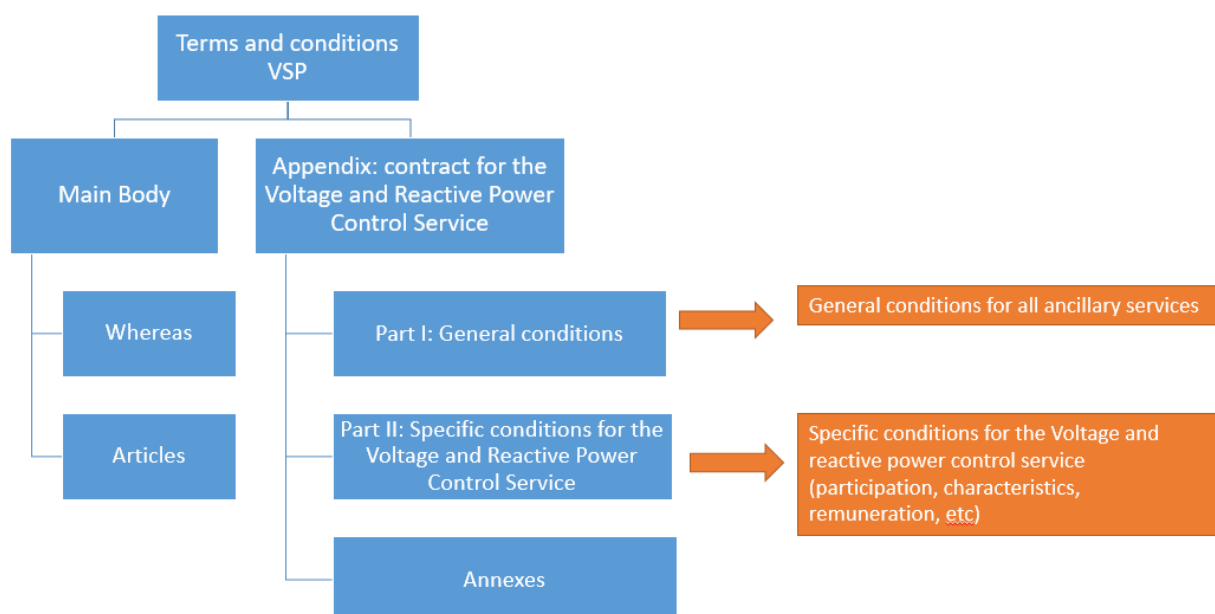 Terms and conditions
VSP
Main Body
Appendix: contract for the
Voltage and Reactive Power
Control Service
Whereas
Articles
Part I: General conditions
General conditions for all ancillary services
Part II: Specific conditions for the
Voltage and Reactive Power
Control Service
Specific conditions for the Voltage and
reactive power control service
(participation, characteristics,
remuneration, etc)
Annexes